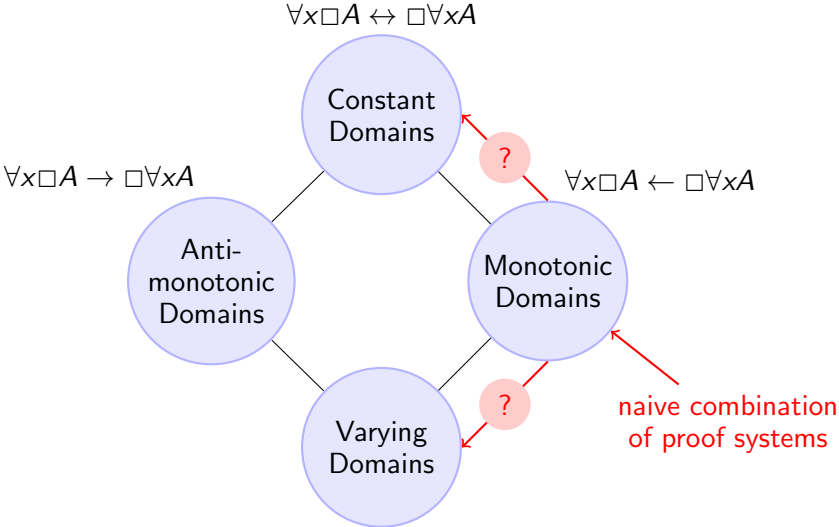 ∀x□A ↔ □∀xA
Constant
Domains
?
∀x□A → □∀xA
∀x□A ← □∀xA
Anti-
monotonic
Domains
Monotonic
Domains
?
naive combination
of proof systems
Varying
Domains